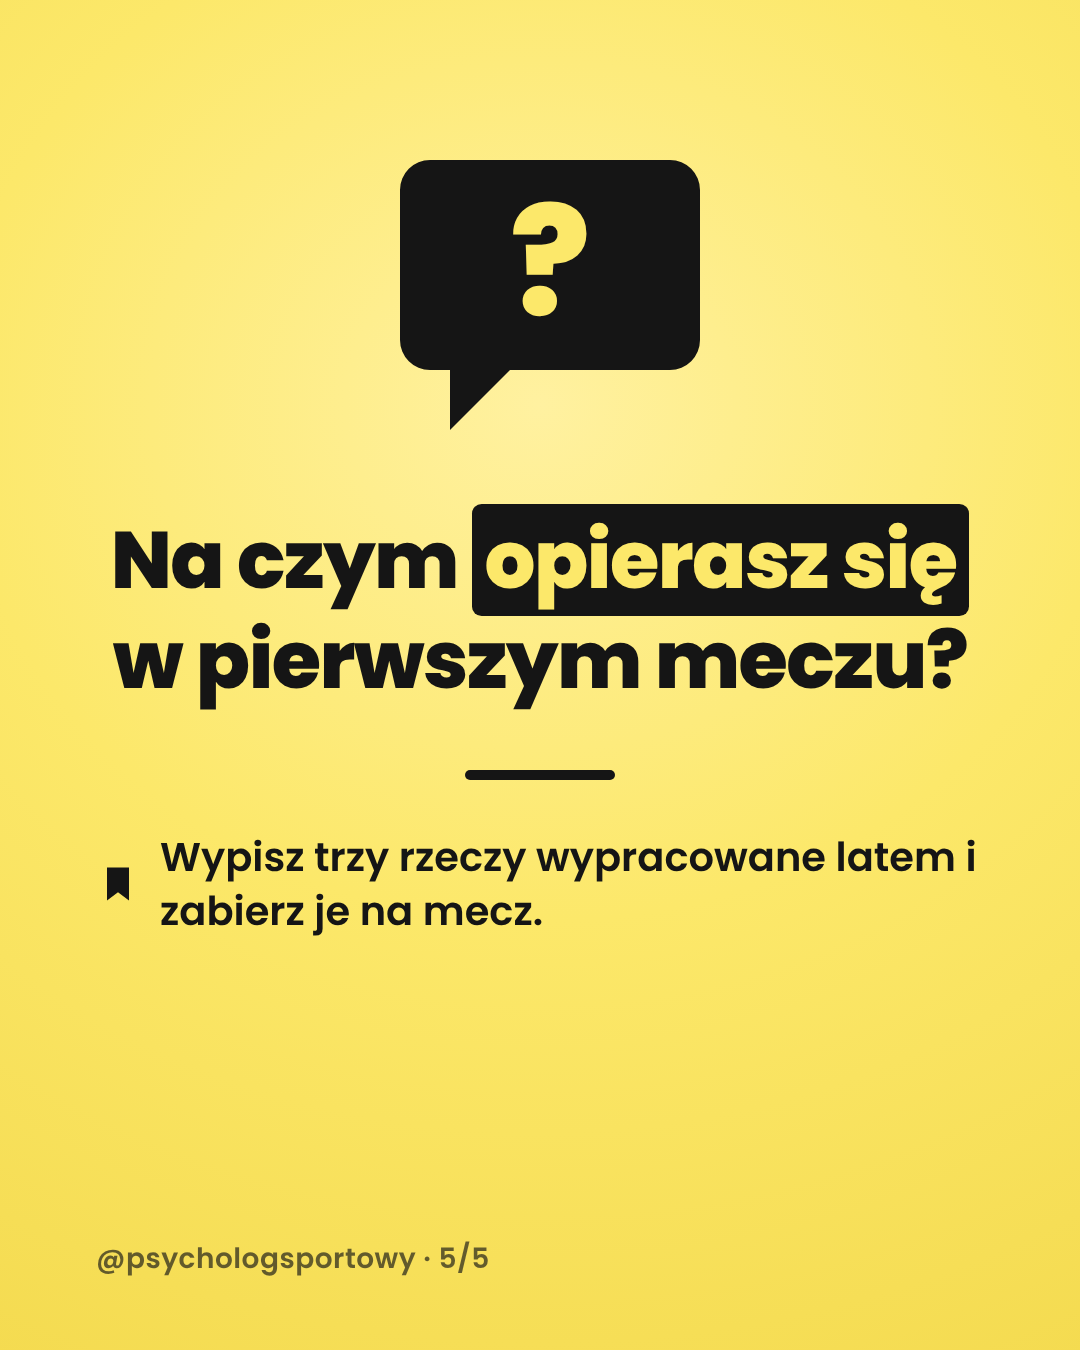 ?
Na czym opierasz się
w pierwszym meczu?
Wypisz trzy rzeczy wypracowane latem i
zabierz je na mecz.
@psychologsportowy · 5/5